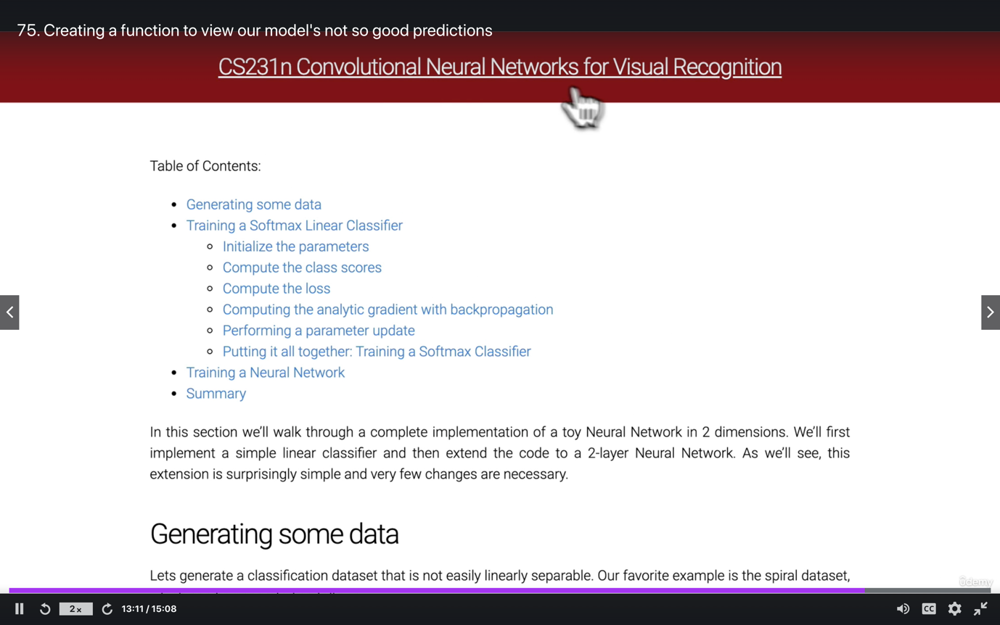 75. Creating a function to view our model's not so good predictions
CS231n Convolutional Neural Networks for Visual Recognition
Table of Contents:
Generating some data
Training a Softmax Linear Classifier
Initialize the parameters
Compute the class scores
Compute the loss
Computing the analytic gradient with backpropagation
Performing a parameter update
Putting it all together: Training a Softmax Classifier
Training a Neural Network
Summary
In this section we'll walk through a complete implementation of a toy Neural Network in 2 dimensions. We'll first
implement a simple linear classifier and then extend the code to a 2-layer Neural Network. As we'll see, this
extension is surprisingly simple and very few changes are necessary.
Generating some data
Lets generate a classification dataset that is not easily linearly separable. Our favorite example is the spiral dataset,
ûdemy
2x
13:11 / 15:08
CC